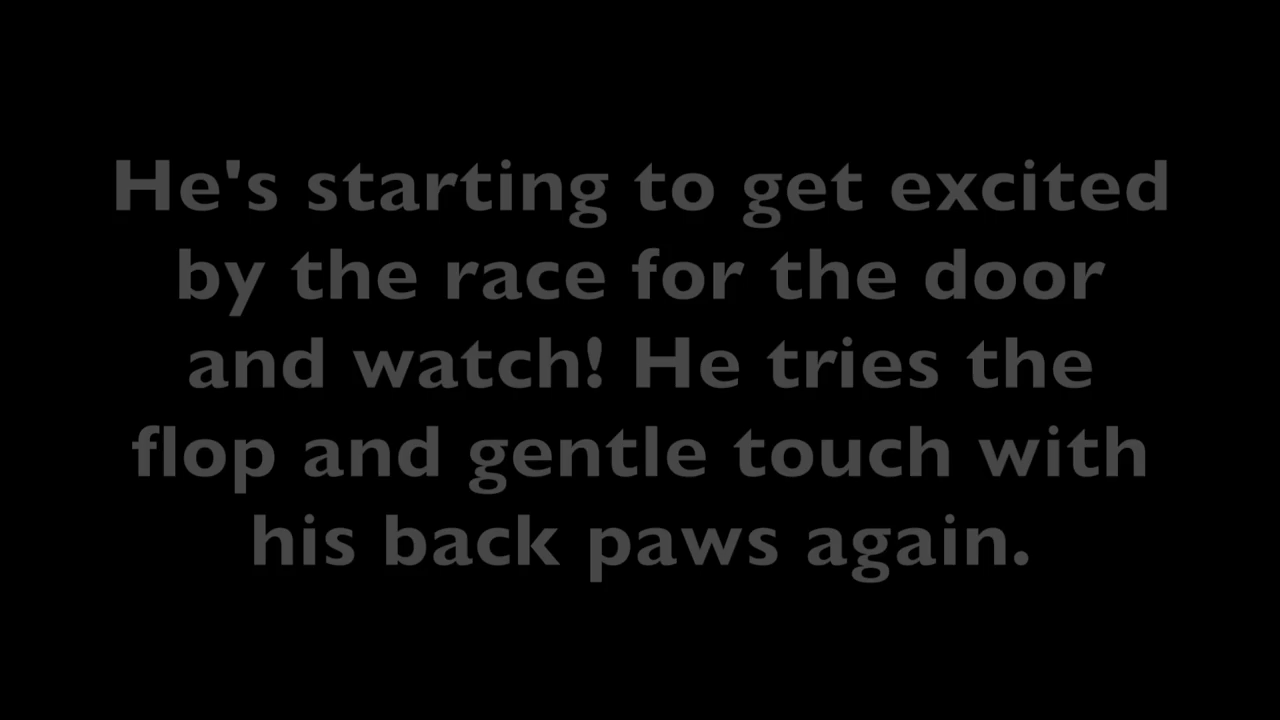 He's starting to get excited
by the race for the door
and watch! He tries the
flop and gentle touch with
his back paws again.